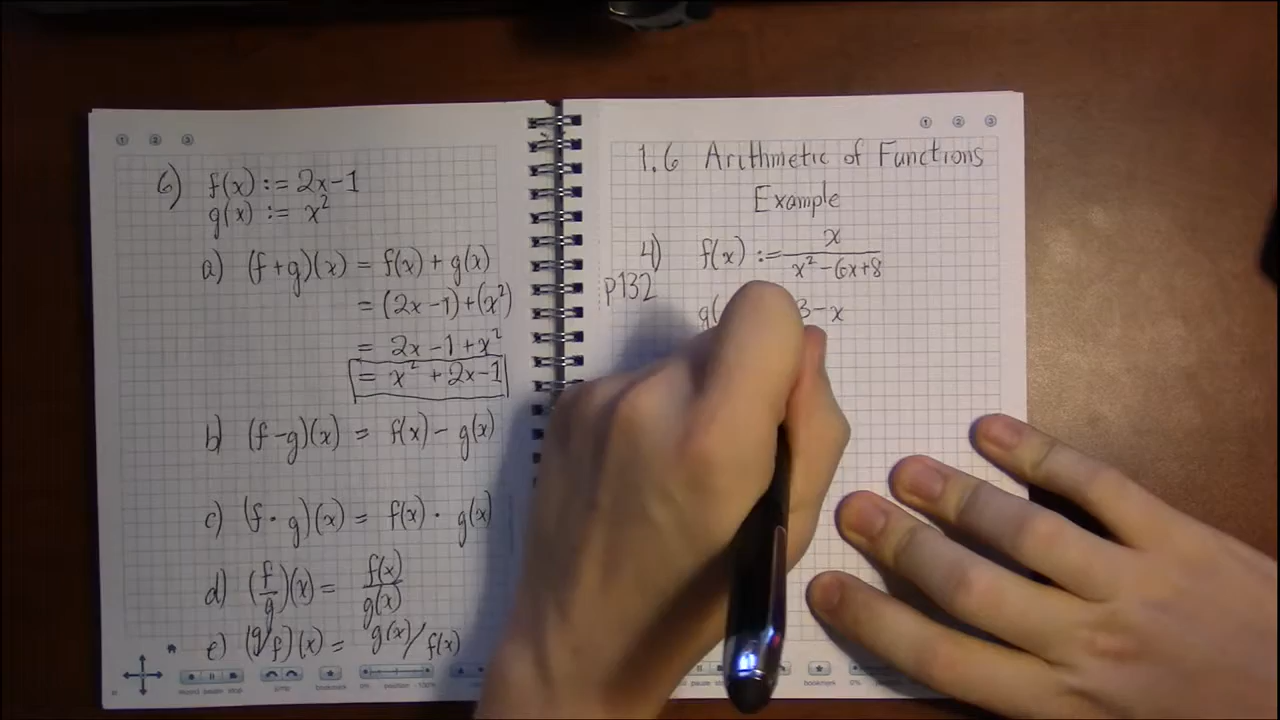 6) f(x) := 2x-1
g(x) := x²
a) (f+g)(x) = f(x)+g(x)
= (2x-1)+(x²)
= 2x-1+x²
= x²+2x-1
b) (f-g)(x) = f(x)-g(x)
c) (f·g)(x) = f(x)·g(x)
d) (f/g)(x) = f(x)/g(x)
e) (g/f)(x) = g(x)/f(x)
1.6 Arithmetic of Functions
Example
4) f(x) := x/(x²-6x+8)
p132
g( 3-x